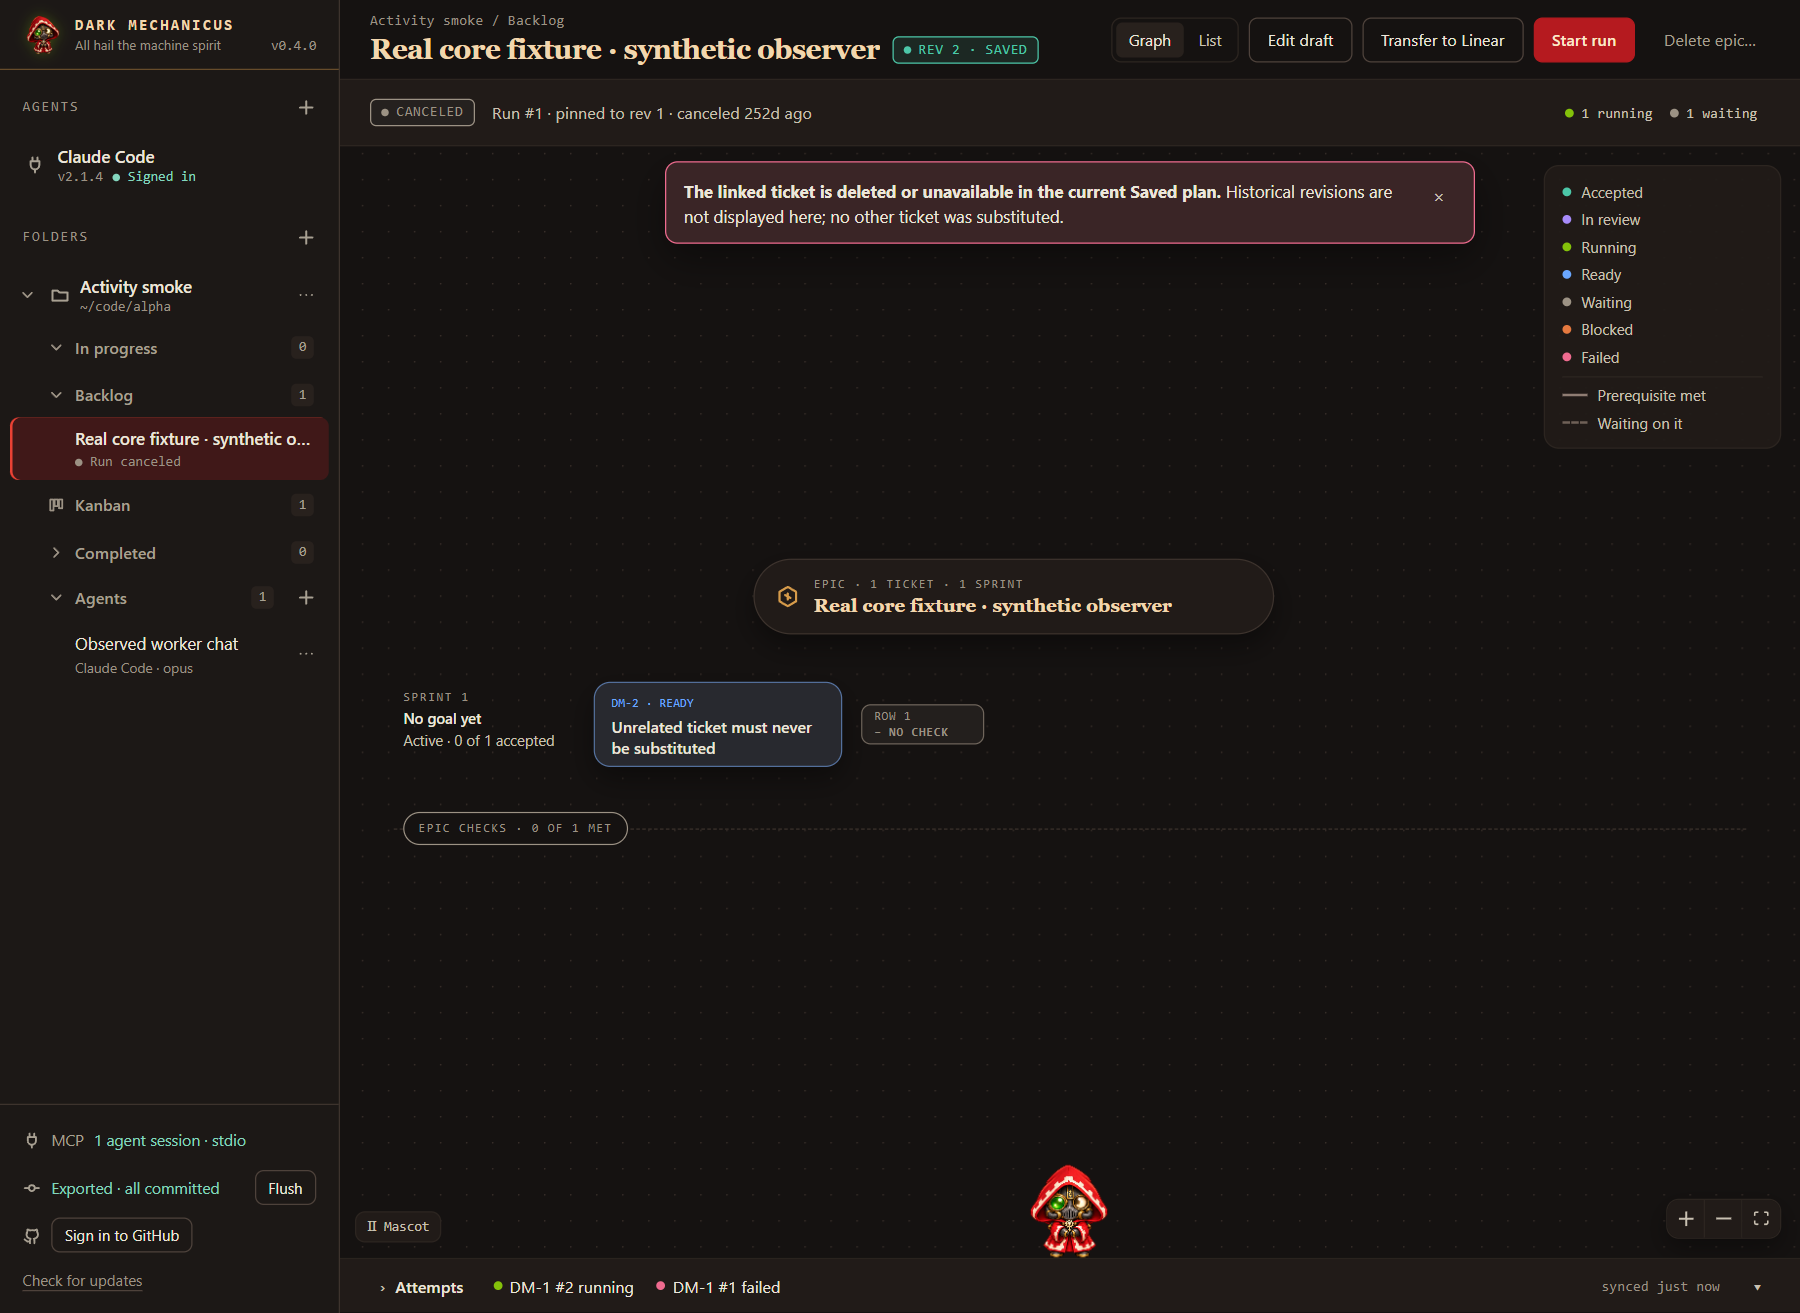 DARK MECHANICUS
All hail the machine spirit
v0.4.0
AGENTS
Claude Code
v2.1.4 Signed in
FOLDERS
Activity smoke
~/code/alpha
In progress 0
Backlog 1
Real core fixture · synthetic o...
Run canceled
Kanban 1
Completed 0
Agents 1
Observed worker chat
Claude Code · opus
MCP 1 agent session · stdio
Exported · all committed
Flush
Sign in to GitHub
Check for updates
Activity smoke / Backlog
Real core fixture · synthetic observer
REV 2 · SAVED
Graph
List
Edit draft
Transfer to Linear
Start run
Delete epic...
CANCELED
Run #1 · pinned to rev 1 · canceled 252d ago
1 running
1 waiting
The linked ticket is deleted or unavailable in the current Saved plan. Historical revisions are
not displayed here; no other ticket was substituted.
Accepted
In review
Running
Ready
Waiting
Blocked
Failed
Prerequisite met
Waiting on it
EPIC · 1 TICKET · 1 SPRINT
Real core fixture · synthetic observer
SPRINT 1
No goal yet
Active · 0 of 1 accepted
DM-2 · READY
Unrelated ticket must never
be substituted
ROW 1
– NO CHECK
EPIC CHECKS · 0 OF 1 MET
Mascot
Attempts
DM-1 #2 running
DM-1 #1 failed
synced just now